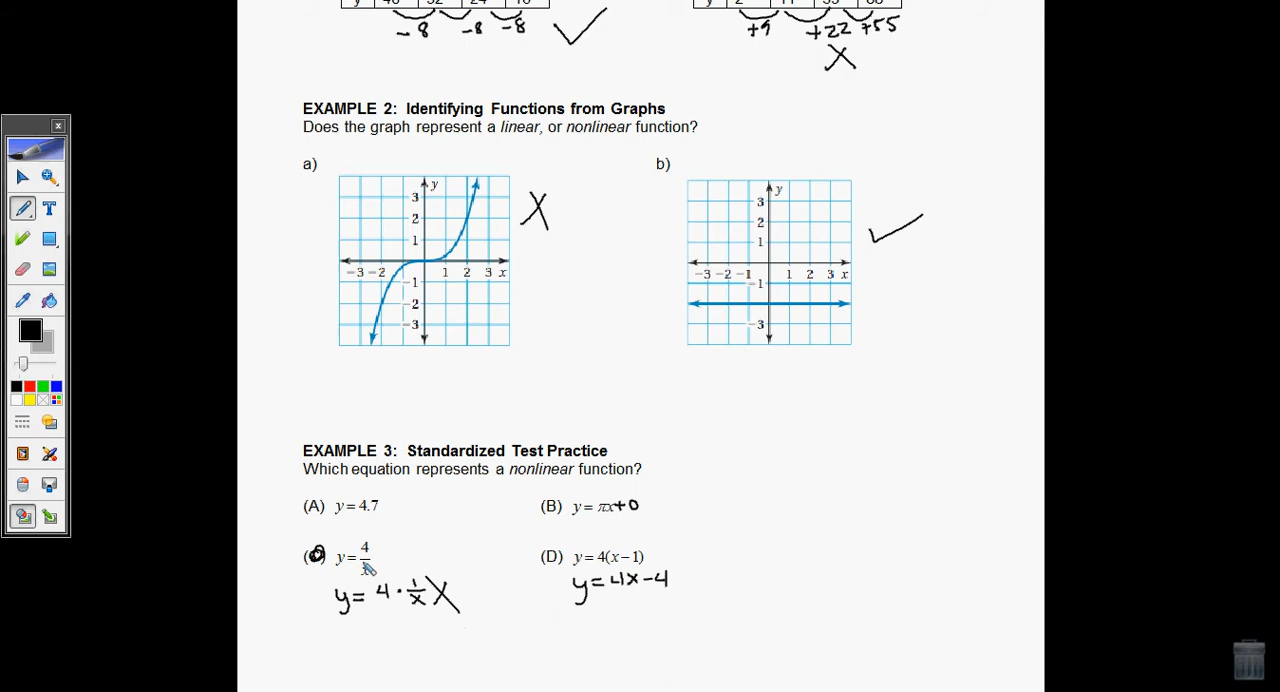 y
y 2
-8 -8 -8 ✓
+9 +22 +55
X
EXAMPLE 2: Identifying Functions from Graphs
Does the graph represent a linear, or nonlinear function?
a)
y
3
2
1
-3 -2 1 2 3 x
-1
-2
-3
X
b)
y
3
2
1
-3 -2 -1 1 2 3 x
-1
-3
✓
EXAMPLE 3: Standardized Test Practice
Which equation represents a nonlinear function?
(A) y = 4.7
(B) y = πx+0
y = 4/x
y = 4 · 1/x X
(D) y = 4(x − 1)
y = 4x - 4
T